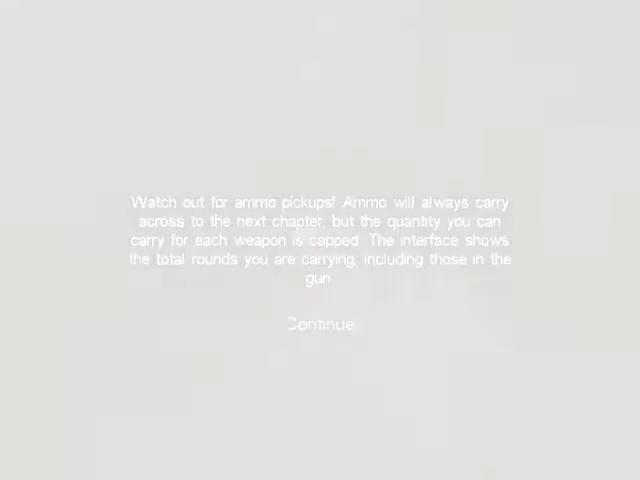 Watch out for ammo pickups! Ammo will always carry
across to the next chapter, but the quantity you can
carry for each weapon is capped. The interface shows
the total rounds you are carrying, including those in the
gun.
Continue